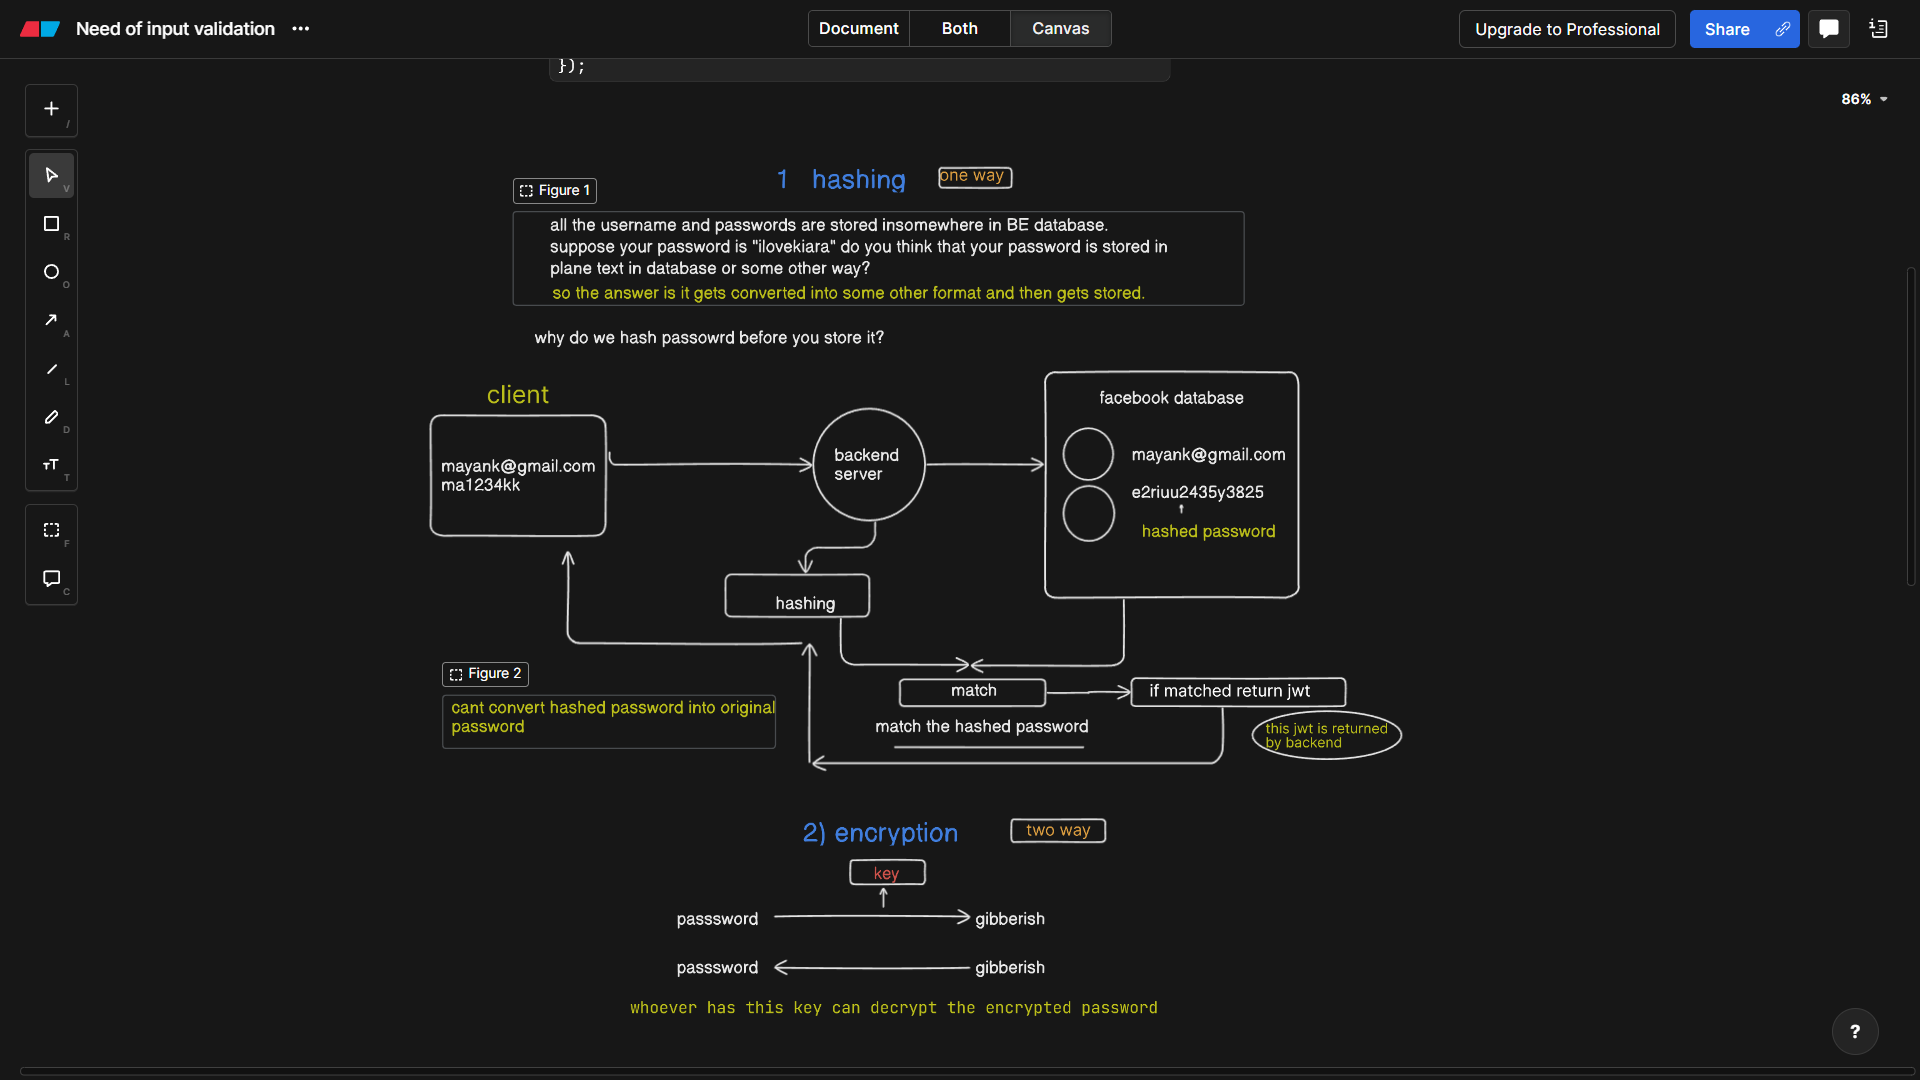 Need of input validation ...
Document
Both
Canvas
Upgrade to Professional
Share
});
86%
/
V
R
O
A
L
D
T
F
C
1 hashing
one way
Figure 1
all the username and passwords are stored insomewhere in BE database.
suppose your password is "ilovekiara" do you think that your password is stored in
plane text in database or some other way?
so the answer is it gets converted into some other format and then gets stored.
why do we hash passowrd before you store it?
client
mayank@gmail.com
ma1234kk
backend
server
facebook database
mayank@gmail.com
e2riuu2435y3825
hashed password
hashing
Figure 2
cant convert hashed password into original
password
match
match the hashed password
if matched return jwt
this jwt is returned
by backend
2) encryption
two way
key
passsword
gibberish
passsword
gibberish
whoever has this key can decrypt the encrypted password
?